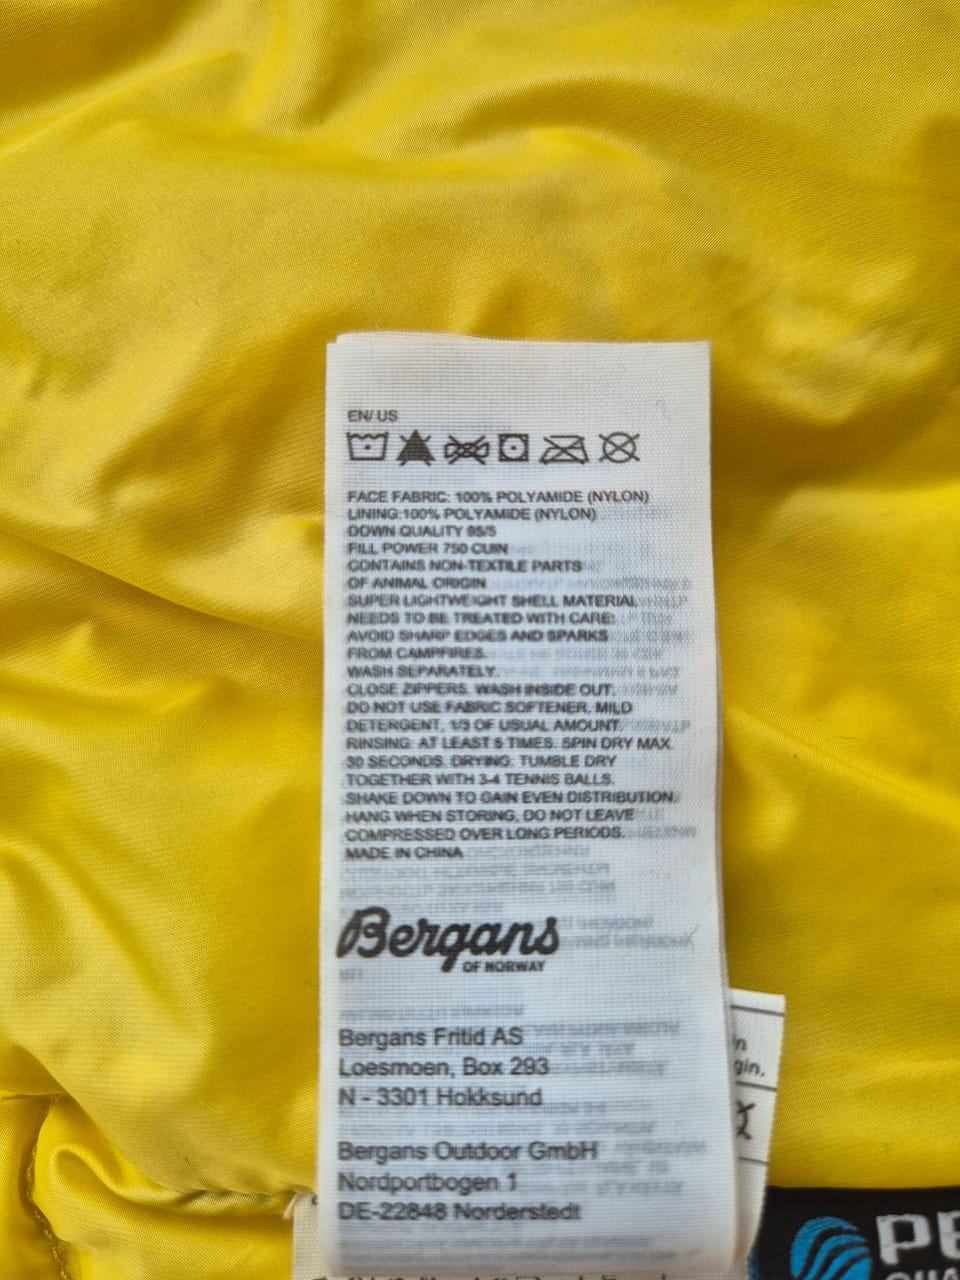 EN/ US
FACE FABRIC: 100% POLYAMIDE (NYLON)
LINING:100% POLYAMIDE (NYLON)
DOWN QUALITY 95/5
FILL POWER 750 CUIN
CONTAINS NON-TEXTILE PARTS
OF ANIMAL ORIGIN
SUPER LIGHTWEIGHT SHELL MATERIAL
NEEDS TO BE TREATED WITH CARE:
AVOID SHARP EDGES AND SPARKS
FROM CAMPFIRES.
WASH SEPARATELY.
CLOSE ZIPPERS. WASH INSIDE OUT.
DO NOT USE FABRIC SOFTENER. MILD
DETERGENT, 1/3 OF USUAL AMOUNT.
RINSING: AT LEAST 5 TIMES. SPIN DRY MAX.
30 SECONDS. DRYING: TUMBLE DRY
TOGETHER WITH 3-4 TENNIS BALLS.
SHAKE DOWN TO GAIN EVEN DISTRIBUTION.
HANG WHEN STORING, DO NOT LEAVE
COMPRESSED OVER LONG PERIODS.
MADE IN CHINA
Bergans
OF NORWAY
Bergans Fritid AS
Loesmoen, Box 293
N - 3301 Hokksund
Bergans Outdoor GmbH
Nordportbogen 1
DE-22848 Norderstedt